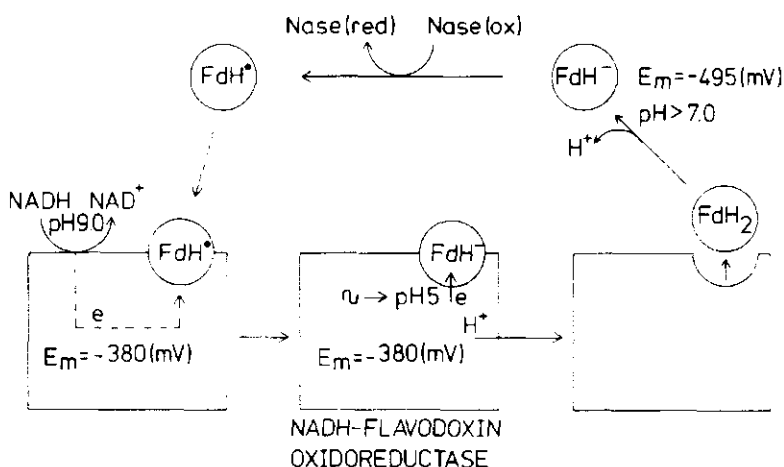 Nase(red) Nase(ox)
FdH•
FdH⁻
Em=-495(mV)
pH>7.0
H⁺
FdH₂
NADH NAD⁺
pH9.0
FdH•
e
Em=-380(mV)
FdH⁻
~→pH5 e
H⁺
Em=-380(mV)
NADH-FLAVODOXIN
OXIDOREDUCTASE